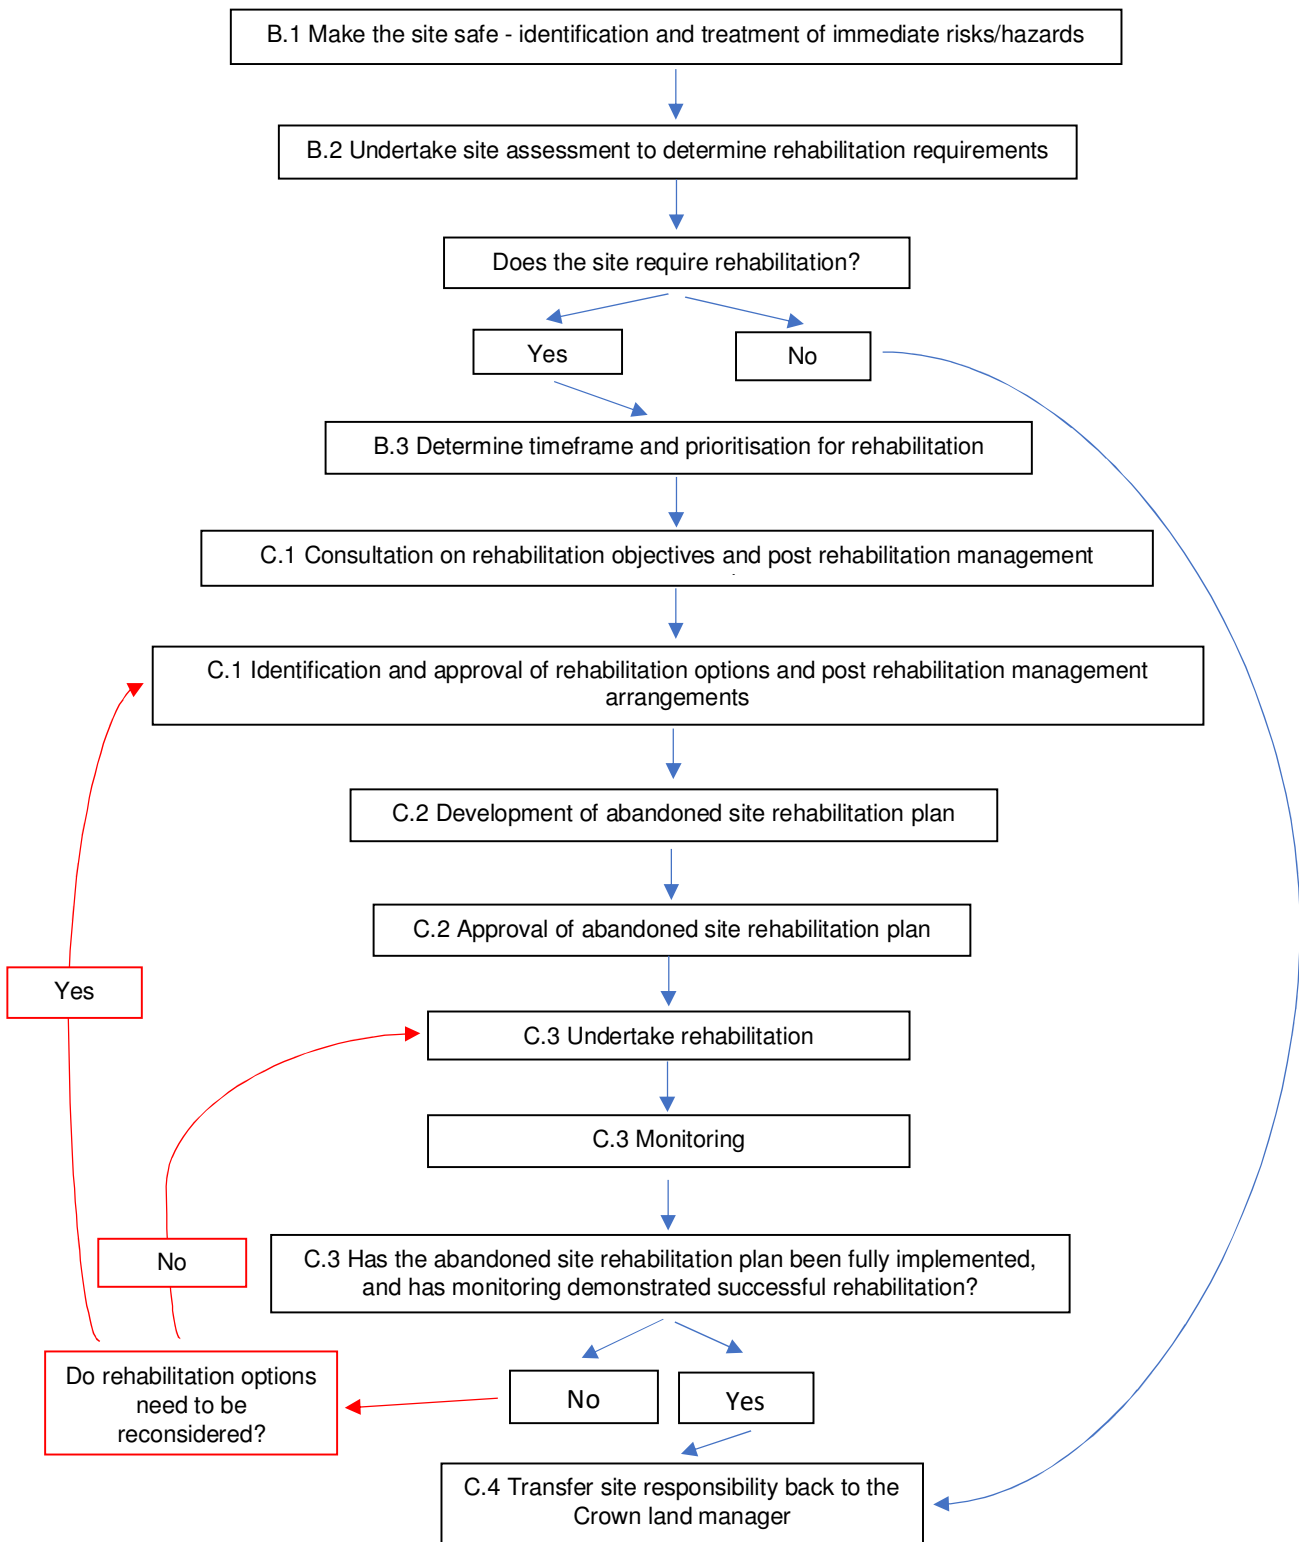 B.1 Make the site safe - identification and treatment of immediate risks/hazards
B.2 Undertake site assessment to determine rehabilitation requirements
Does the site require rehabilitation?
Yes
No
B.3 Determine timeframe and prioritisation for rehabilitation
C.1 Consultation on rehabilitation objectives and post rehabilitation management
C.1 Identification and approval of rehabilitation options and post rehabilitation management
arrangements
C.2 Development of abandoned site rehabilitation plan
C.2 Approval of abandoned site rehabilitation plan
Yes
C.3 Undertake rehabilitation
C.3 Monitoring
No
C.3 Has the abandoned site rehabilitation plan been fully implemented,
and has monitoring demonstrated successful rehabilitation?
Do rehabilitation options
need to be
reconsidered?
No
Yes
C.4 Transfer site responsibility back to the
Crown land manager